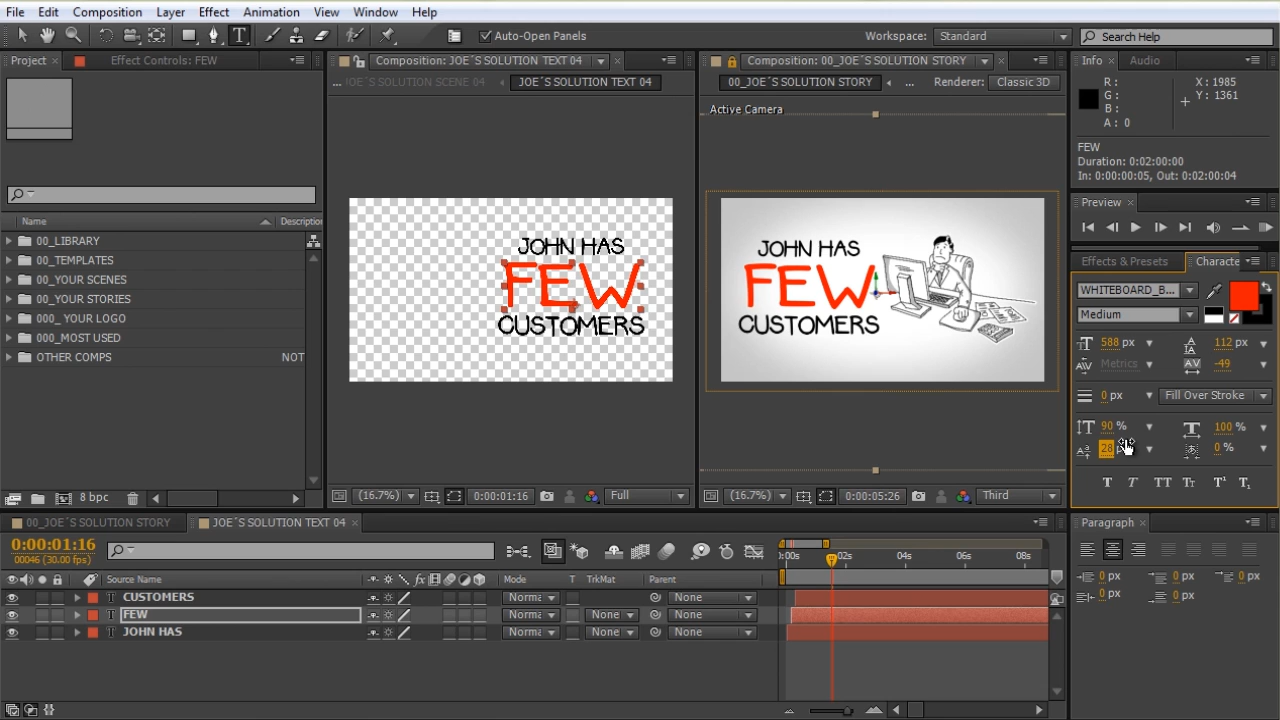 File Edit Composition Layer Effect Animation View Window Help
T Auto-Open Panels Workspace: Standard Search Help
Project Effect Controls: FEW
Composition: JOE´S SOLUTION TEXT 04
Composition: 00_JOE´S SOLUTION STORY
Info Audio
... JOE´S SOLUTION SCENE 04 JOE´S SOLUTION TEXT 04
00_JOE´S SOLUTION STORY ... Renderer: Classic 3D
Active Camera
R :
G :
B :
A : 0
X : 1985
Y : 1361
FEW
Duration: 0:02:00:00
In: 0:00:00:05, Out: 0:02:00:04
Preview
Name Descriptio
00_LIBRARY
00_TEMPLATES
00_YOUR SCENES
00_YOUR STORIES
000_ YOUR LOGO
000_MOST USED
OTHER COMPS NOT
JOHN HAS
FEW
CUSTOMERS
JOHN HAS
FEW
CUSTOMERS
Effects & Presets Characte
WHITEBOARD_B...
Medium
588 px 112 px
Metrics -49
0 px Fill Over Stroke
90 % 100 %
28 0 %
T T TT Tt T¹ T₁
8 bpc
(16.7%) 0:00:01:16 Full
(16.7%) 0:00:05:26 Third
00_JOE´S SOLUTION STORY JOE´S SOLUTION TEXT 04
0:00:01:16
00046 (30.00 fps)
:00s 02s 04s 06s 08s
Source Name fx Mode T TrkMat Parent
T CUSTOMERS Norma None
T FEW Norma None None
T JOHN HAS Norma None None
Paragraph
0 px 0 px 0 px
0 px 0 px